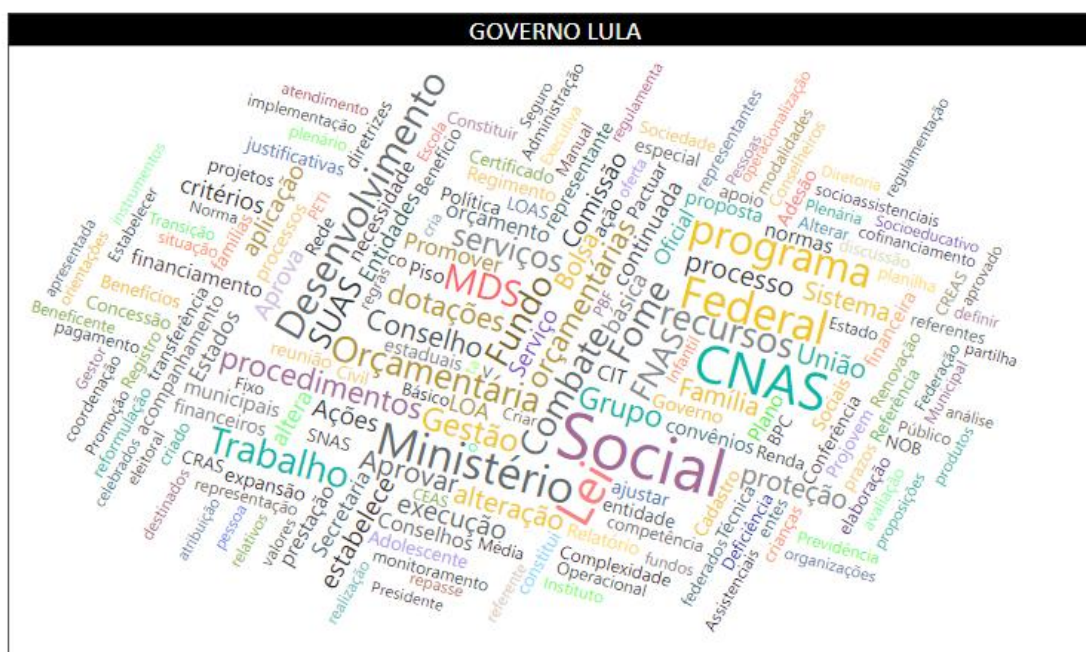 GOVERNO LULA
atendimento
implementação
plenário
diretrizes
justificativas
projetos
critérios
Norma
Transição
situação
famílias
aplicação
processos
PETI
instrumentos
Estabelecer
orientações
apresentada
financiamento
Aprova
Rede
Desenvolvimento
SUAS
necessidade
Entidades
Benefício
Escola
Constituir
Seguro
Administração
Executiva
Manual
regulamenta
Certificado
Regimento
Política
LOAS
cria
orçamento
representante
Comissão
oferta
ação
Sociedade
especial
Pactuar
representantes
Pessoas
operacionalização
Conselheiros
modalidades
apoio
Adesão
Diretoria
socioassistenciais
regulamentação
Plenária
Socioeducativo
Alterar
cofinanciamento
proposta
normas
discussão
planilha
aprovado
CREAS
definir
Oficial
programa
processo
Sistema
financeira
referentes
partilha
Promover
serviços
co
Piso
regras
MDS
Bolsa
orçamentárias
continuada
dotações
Fundo
Serviço
PBF
básica
Fome
Federal
recursos
Estado
União
Conselho
estaduais
Combate
FNAS
CIT
Infantil
CNAS
Sociais
Renovação
Federação
Municipal
análise
Benefícios
Concessão
Beneficente
pagamento
Gestor
Registro
transferência
Estados
acompanhamento
coordenação
Promoção
reformulação
celebrados
eleitoral
criado
procedimentos
reunião
Civil
Orçamentária
já
V
Básico
LOA
Criar
Grupo
Família
Governo
convênios
Plano
BPC
Renda
Conferência
Projovem
Referência
NOB
Público
produtos
municipais
Fixo
financeiros
altera
Ações
SNAS
Gestão
Trabalho
Ministério
Social
Lei
proteção
prazos
elaboração
avaliação
proposições
CRAS
expansão
representação
destinados
atribuição
pessoa
relativos
valores
prestação
Secretaria
estabelece
Aprovar
o
CEAS
execução
alteração
ajustar
entidade
competência
Cadastro
Técnica
Deficiência
entes
crianças
Previdência
organizações
Conselhos
Média
Adolescente
monitoramento
repasse
Presidente
realização
Relatório
fundos
constitui
referente
Complexidade
Operacional
Instituto
federados
Assistenciais